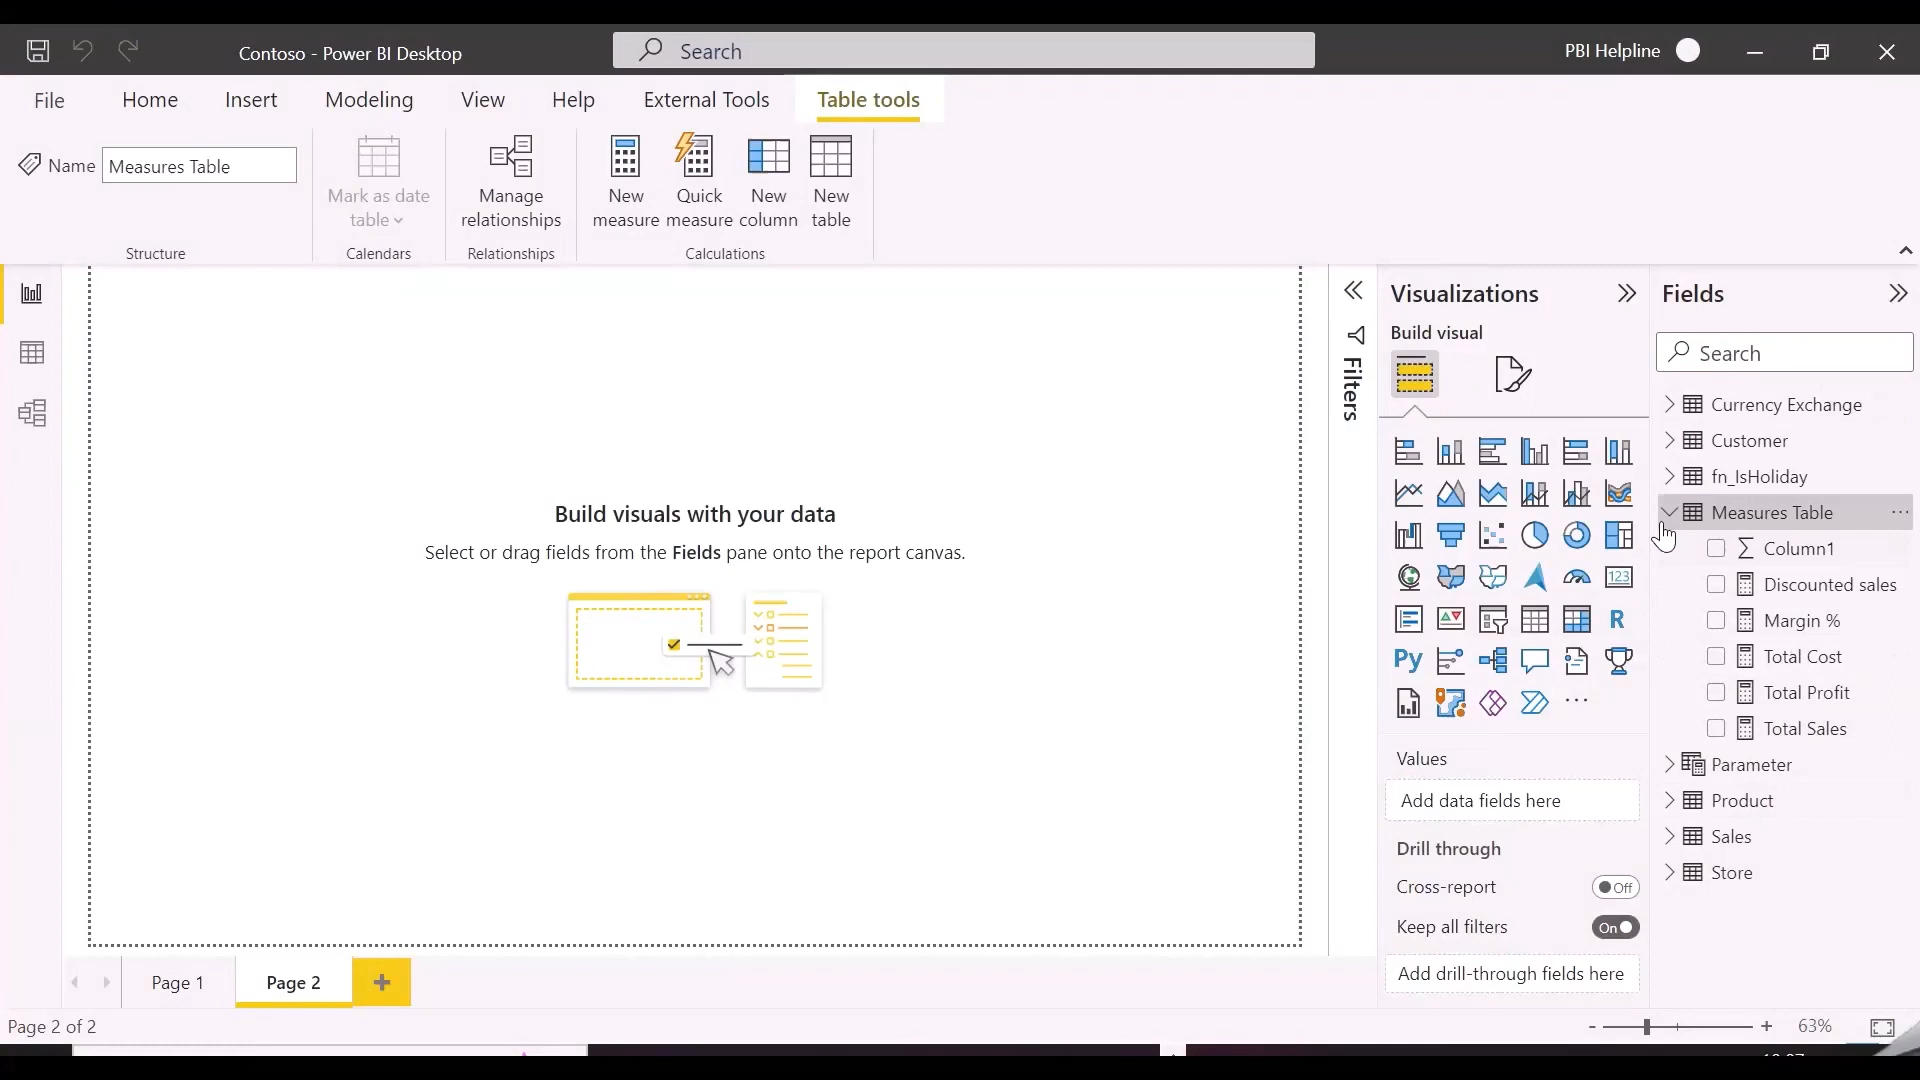 Contoso - Power BI Desktop
Search
PBI Helpline
File
Home
Insert
Modeling
View
Help
External Tools
Table tools
Name
Measures Table
Mark as date
table
Manage
relationships
New
measure
Quick
measure
New
column
New
table
Structure
Calendars
Relationships
Calculations
Build visuals with your data
Select or drag fields from the Fields pane onto the report canvas.
Filters
Visualizations
Build visual
123
R
Py
...
Values
Add data fields here
Drill through
Cross-report
Off
Keep all filters
On
Add drill-through fields here
Fields
Search
Currency Exchange
Customer
fn_IsHoliday
Measures Table
...
Column1
Discounted sales
Margin %
Total Cost
Total Profit
Total Sales
Parameter
Product
Sales
Store
Page 1
Page 2
+
Page 2 of 2
-
+
63%